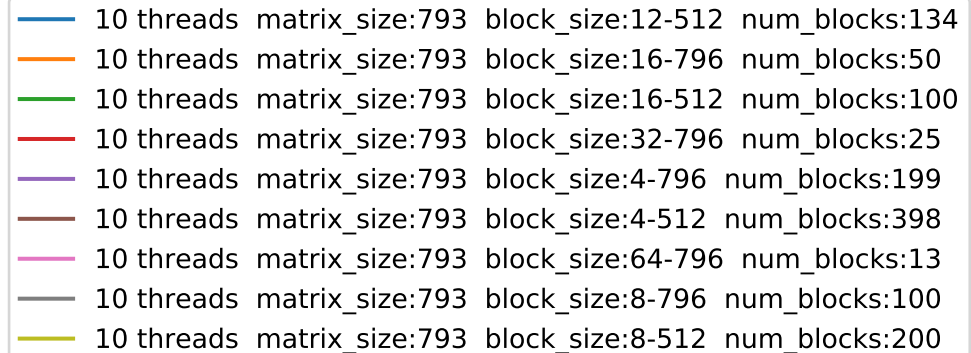 10 threads  matrix_size:793  block_size:12-512  num_blocks:134
10 threads  matrix_size:793  block_size:16-796  num_blocks:50
10 threads  matrix_size:793  block_size:16-512  num_blocks:100
10 threads  matrix_size:793  block_size:32-796  num_blocks:25
10 threads  matrix_size:793  block_size:4-796  num_blocks:199
10 threads  matrix_size:793  block_size:4-512  num_blocks:398
10 threads  matrix_size:793  block_size:64-796  num_blocks:13
10 threads  matrix_size:793  block_size:8-796  num_blocks:100
10 threads  matrix_size:793  block_size:8-512  num_blocks:200